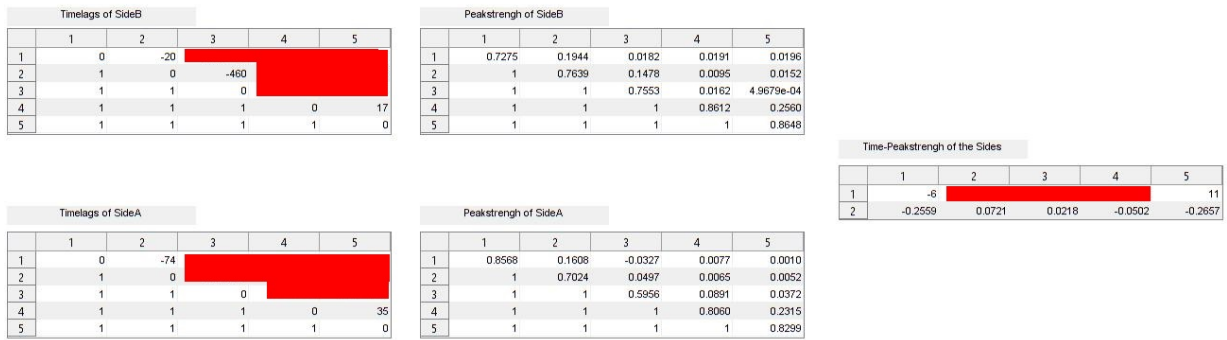 Timelags of SideB
1 2 3 4 5
1 0 -20
2 1 0 -460
3 1 1 0
4 1 1 1 0 17
5 1 1 1 1 0
Peakstrengh of SideB
1 2 3 4 5
1 0.7275 0.1944 0.0182 0.0191 0.0196
2 1 0.7639 0.1478 0.0095 0.0152
3 1 1 0.7553 0.0162 4.9679e-04
4 1 1 1 0.8612 0.2560
5 1 1 1 1 0.8648
Time-Peakstrengh of the Sides
1 2 3 4 5
1 -6 11
2 -0.2559 0.0721 0.0218 -0.0502 -0.2657
Timelags of SideA
1 2 3 4 5
1 0 -74
2 1 0
3 1 1 0
4 1 1 1 0 35
5 1 1 1 1 0
Peakstrengh of SideA
1 2 3 4 5
1 0.8568 0.1608 -0.0327 0.0077 0.0010
2 1 0.7024 0.0497 0.0065 0.0052
3 1 1 0.5956 0.0891 0.0372
4 1 1 1 0.8060 0.2315
5 1 1 1 1 0.8299